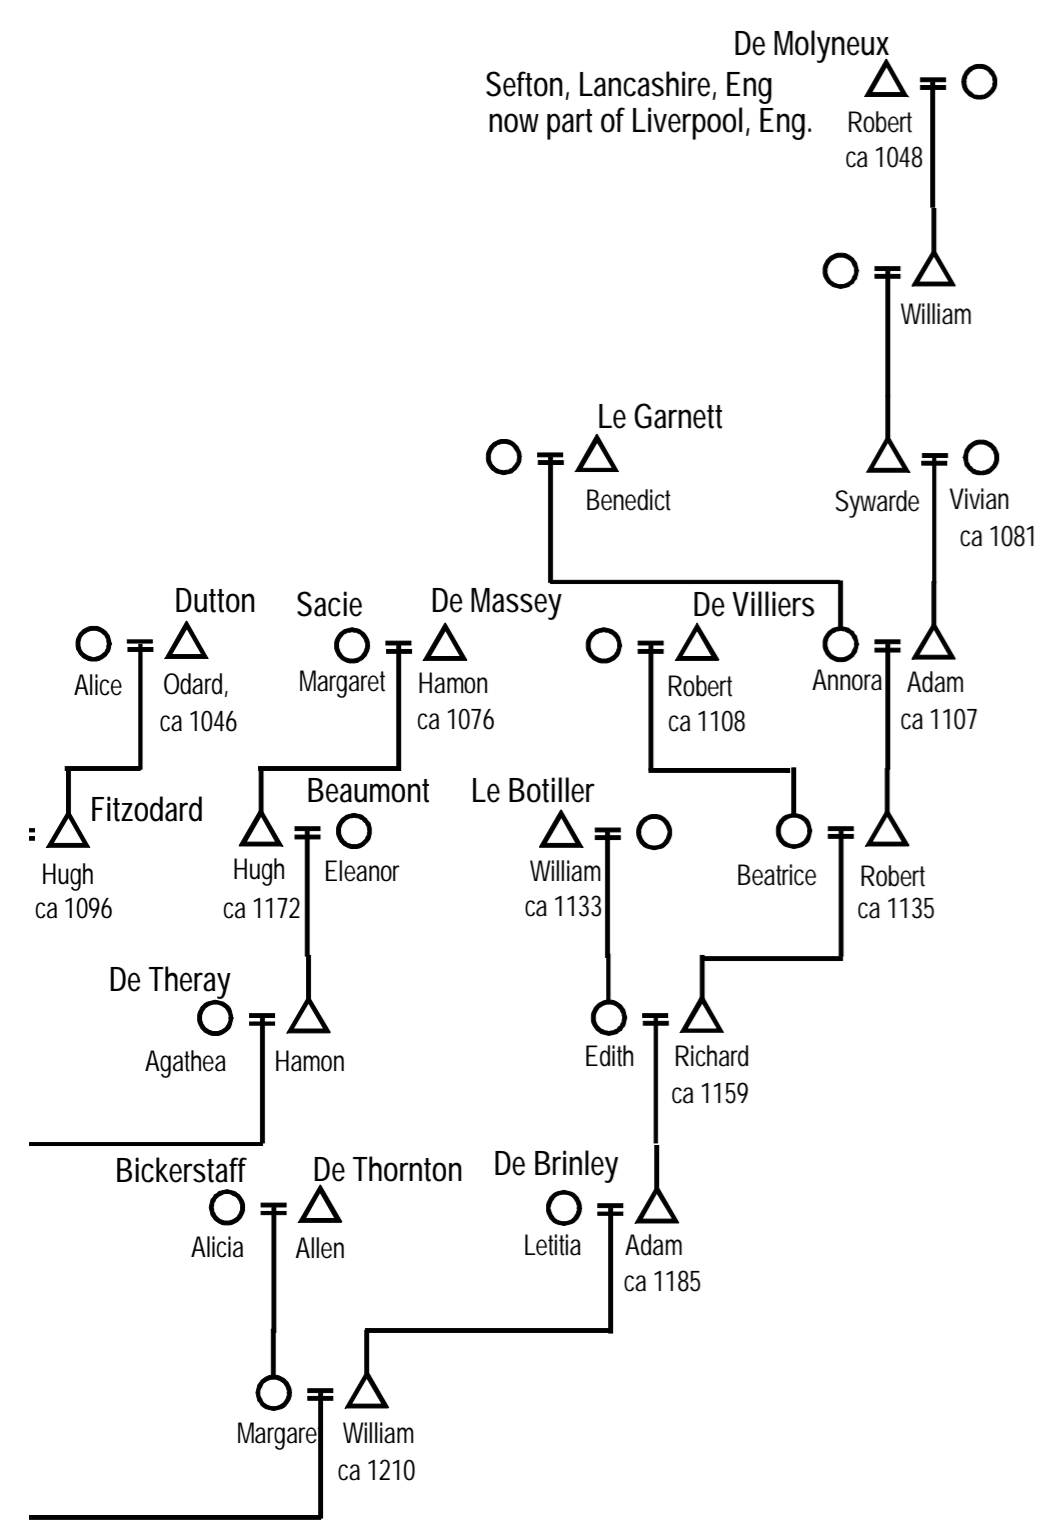 De Molyneux
Sefton, Lancashire, Eng
now part of Liverpool, Eng.
Robert
ca 1048
William
Le Garnett
Benedict
Sywarde
Vivian
ca 1081
Dutton
Sacie
De Massey
De Villiers
Alice
Odard,
ca 1046
Margaret
Hamon
ca 1076
Robert
ca 1108
Annora
Adam
ca 1107
Fitzodard
Beaumont
Le Botiller
Hugh
ca 1096
Hugh
ca 1172
Eleanor
William
ca 1133
Beatrice
Robert
ca 1135
De Theray
Agathea
Hamon
Edith
Richard
ca 1159
Bickerstaff
De Thornton
De Brinley
Alicia
Allen
Letitia
Adam
ca 1185
Margare
William
ca 1210